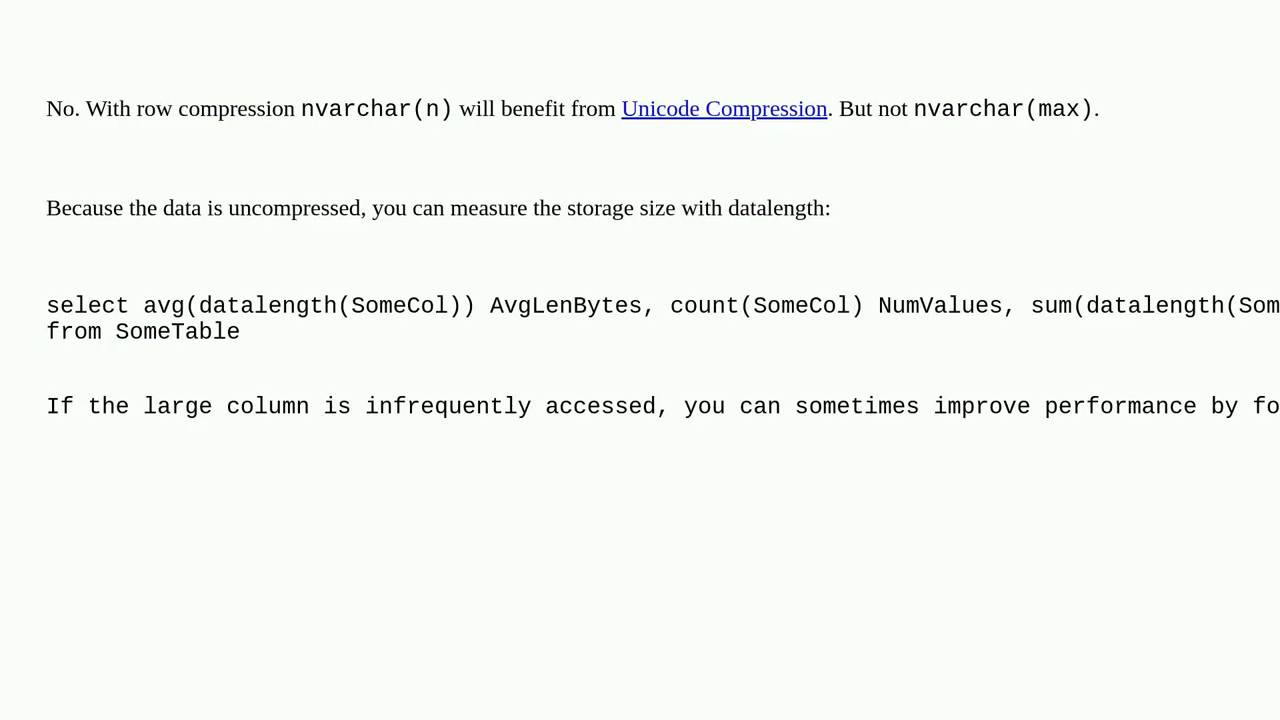 No. With row compression nvarchar(n) will benefit from Unicode Compression. But not nvarchar(max).
Because the data is uncompressed, you can measure the storage size with datalength:
select avg(datalength(SomeCol)) AvgLenBytes, count(SomeCol) NumValues, sum(datalength(Som
from SomeTable
If the large column is infrequently accessed, you can sometimes improve performance by fo